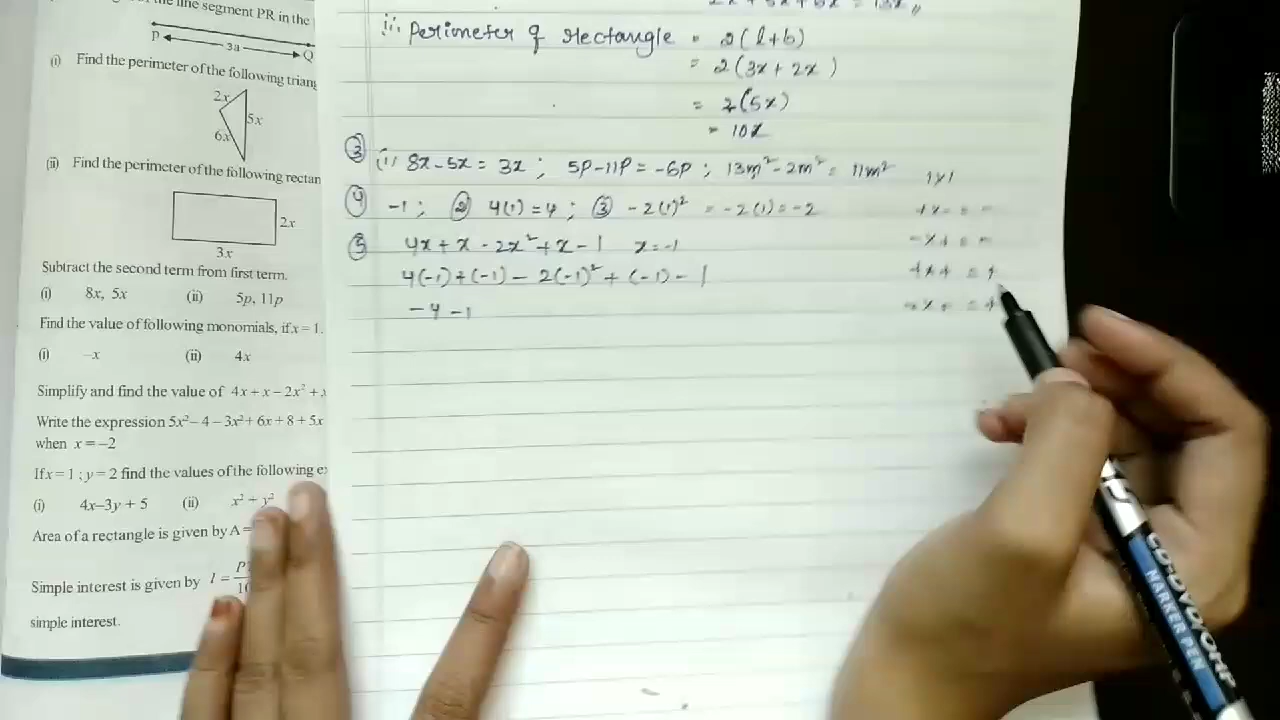 line segment PR in the
P 3a Q
(i) Find the perimeter of the following triang
2x 5x
6x
(ii) Find the perimeter of the following rectan
2x
3x
Subtract the second term from first term.
(i) 8x, 5x (ii) 5p, 11p
Find the value of following monomials, if x = 1.
(i) −x (ii) 4x
Simplify and find the value of 4x + x − 2x² +
Write the expression 5x² − 4 − 3x² + 6x + 8 + 5x
when x = −2
If x = 1 ; y = 2 find the values of the following e
(i) 4x–3y + 5 (ii) x² + y²
Area of a rectangle is given by A =
Simple interest is given by I =
simple interest.
ii. Perimeter of rectangle = 2(l+b)
= 2(3x + 2x)
= 2(5x)
= 10x
③ (i) 8x - 5x = 3x ; 5P - 11P = -6P ; 13m² - 2m² = 11m²
④ -1 ; ② 4(1) = 4 ; ③ -2(1)² = -2(1) = -2
⑤ 4x + x - 2x² + x - 1 x = -1
4(-1) + (-1) - 2(-1)² + (-1) - 1
-4 -1
CD-DVD/OHP
MARKER PEN